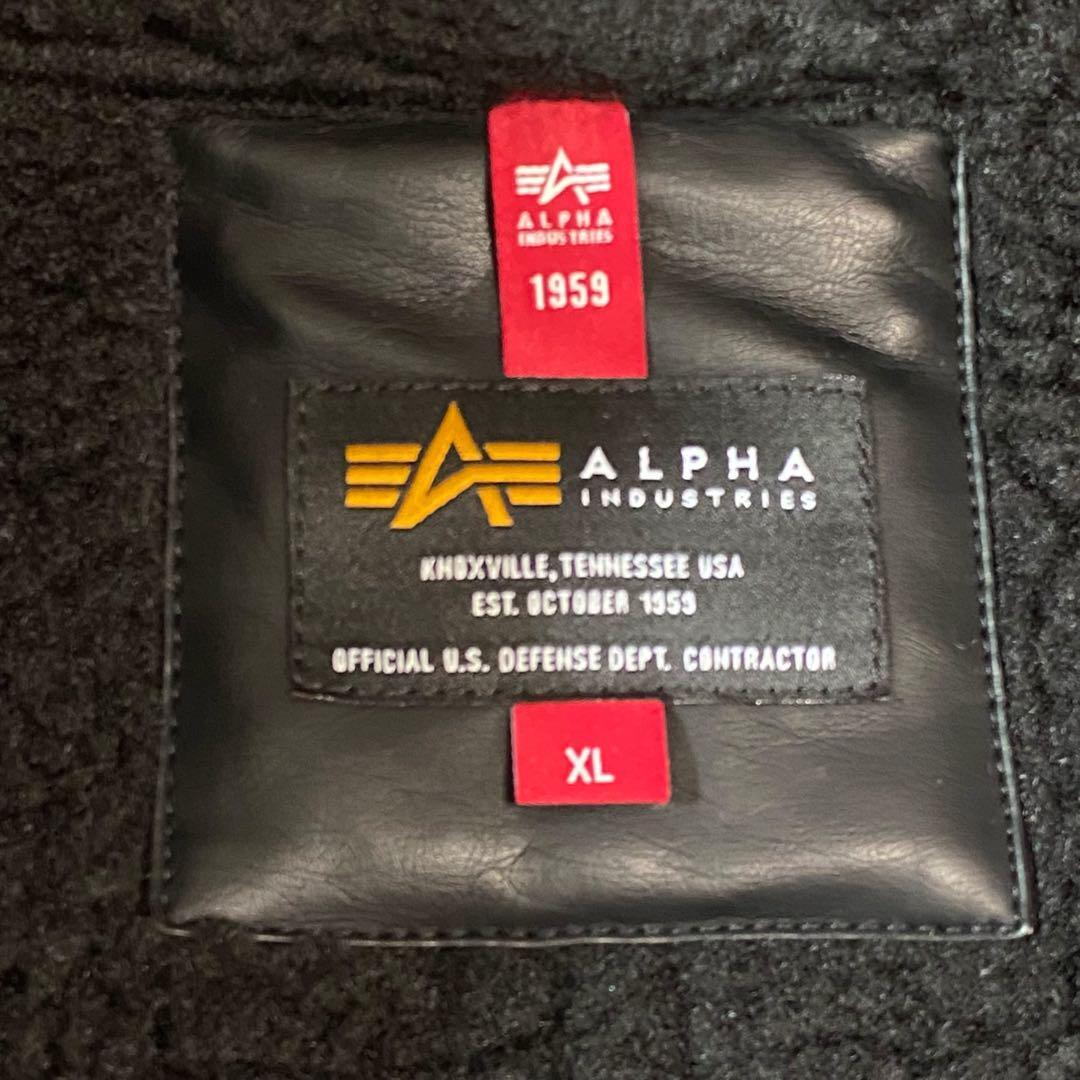 ALPHA
INDUSTRIES
1959
ALPHA
INDUSTRIES
KNOXVILLE, TENNESSEE USA
EST. OCTOBER 1959
OFFICIAL U.S. DEFENSE DEPT. CONTRACTOR
XL